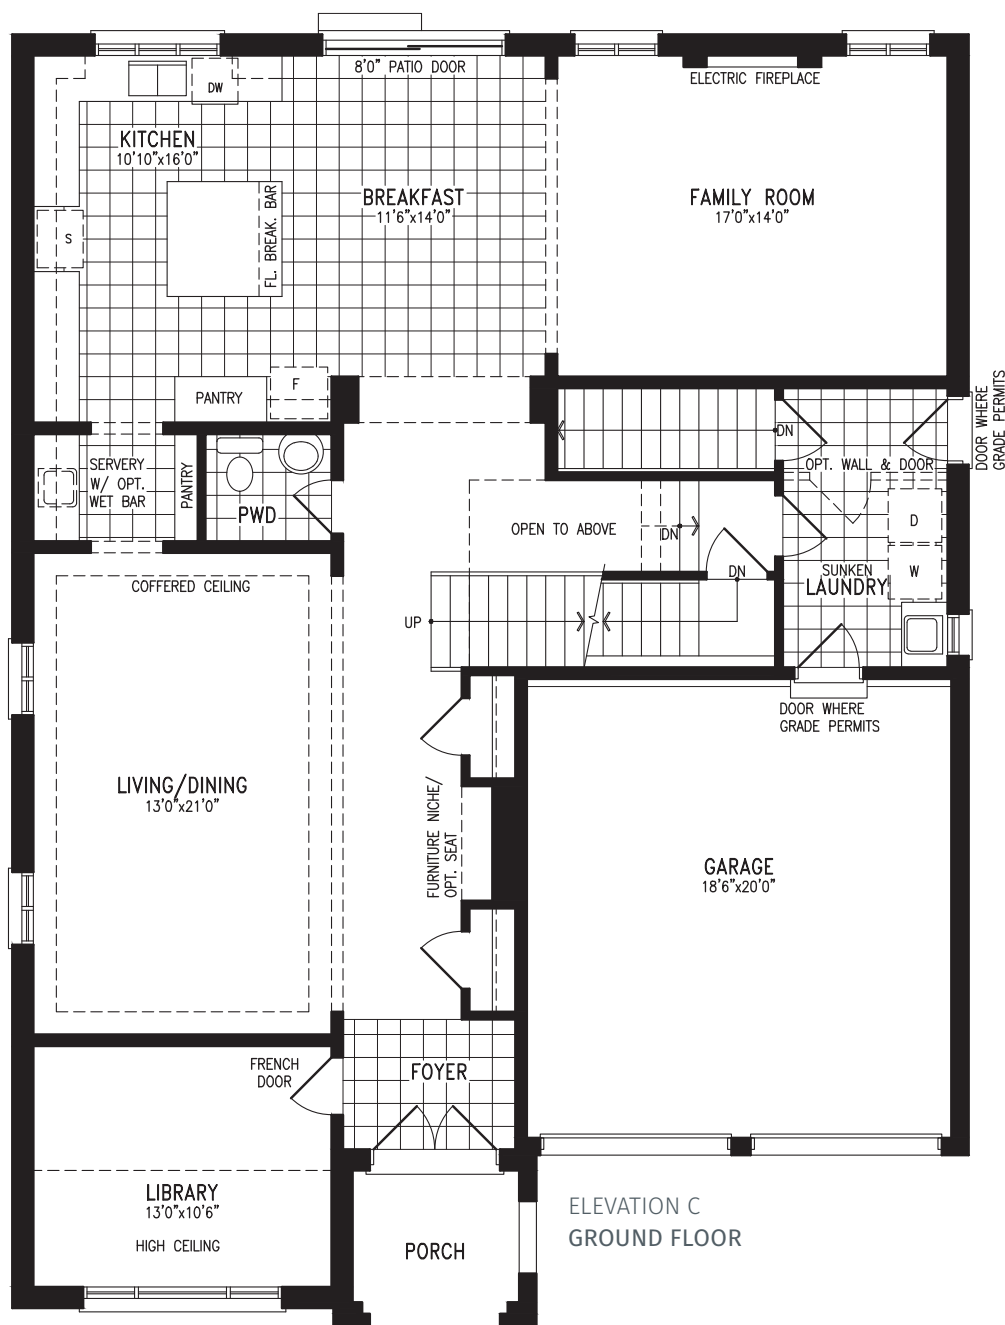 8'0" PATIO DOOR
ELECTRIC FIREPLACE
DW
KITCHEN
10'10"x16'0"
BREAKFAST
11'6"x14'0"
FAMILY ROOM
17'0"x14'0"
S
FL. BREAK. BAR
PANTRY
F
DOOR WHERE
GRADE PERMITS
DN
OPT. WALL & DOOR
SERVERY
W/ OPT.
WET BAR
PANTRY
PWD
OPEN TO ABOVE
DN
D
DN
SUNKEN
LAUNDRY
W
COFFERED CEILING
UP
DOOR WHERE
GRADE PERMITS
LIVING/DINING
13'0"x21'0"
FURNITURE NICHE/
OPT. SEAT
GARAGE
18'6"x20'0"
FRENCH
DOOR
FOYER
LIBRARY
13'0"x10'6"
HIGH CEILING
PORCH
ELEVATION C
GROUND FLOOR